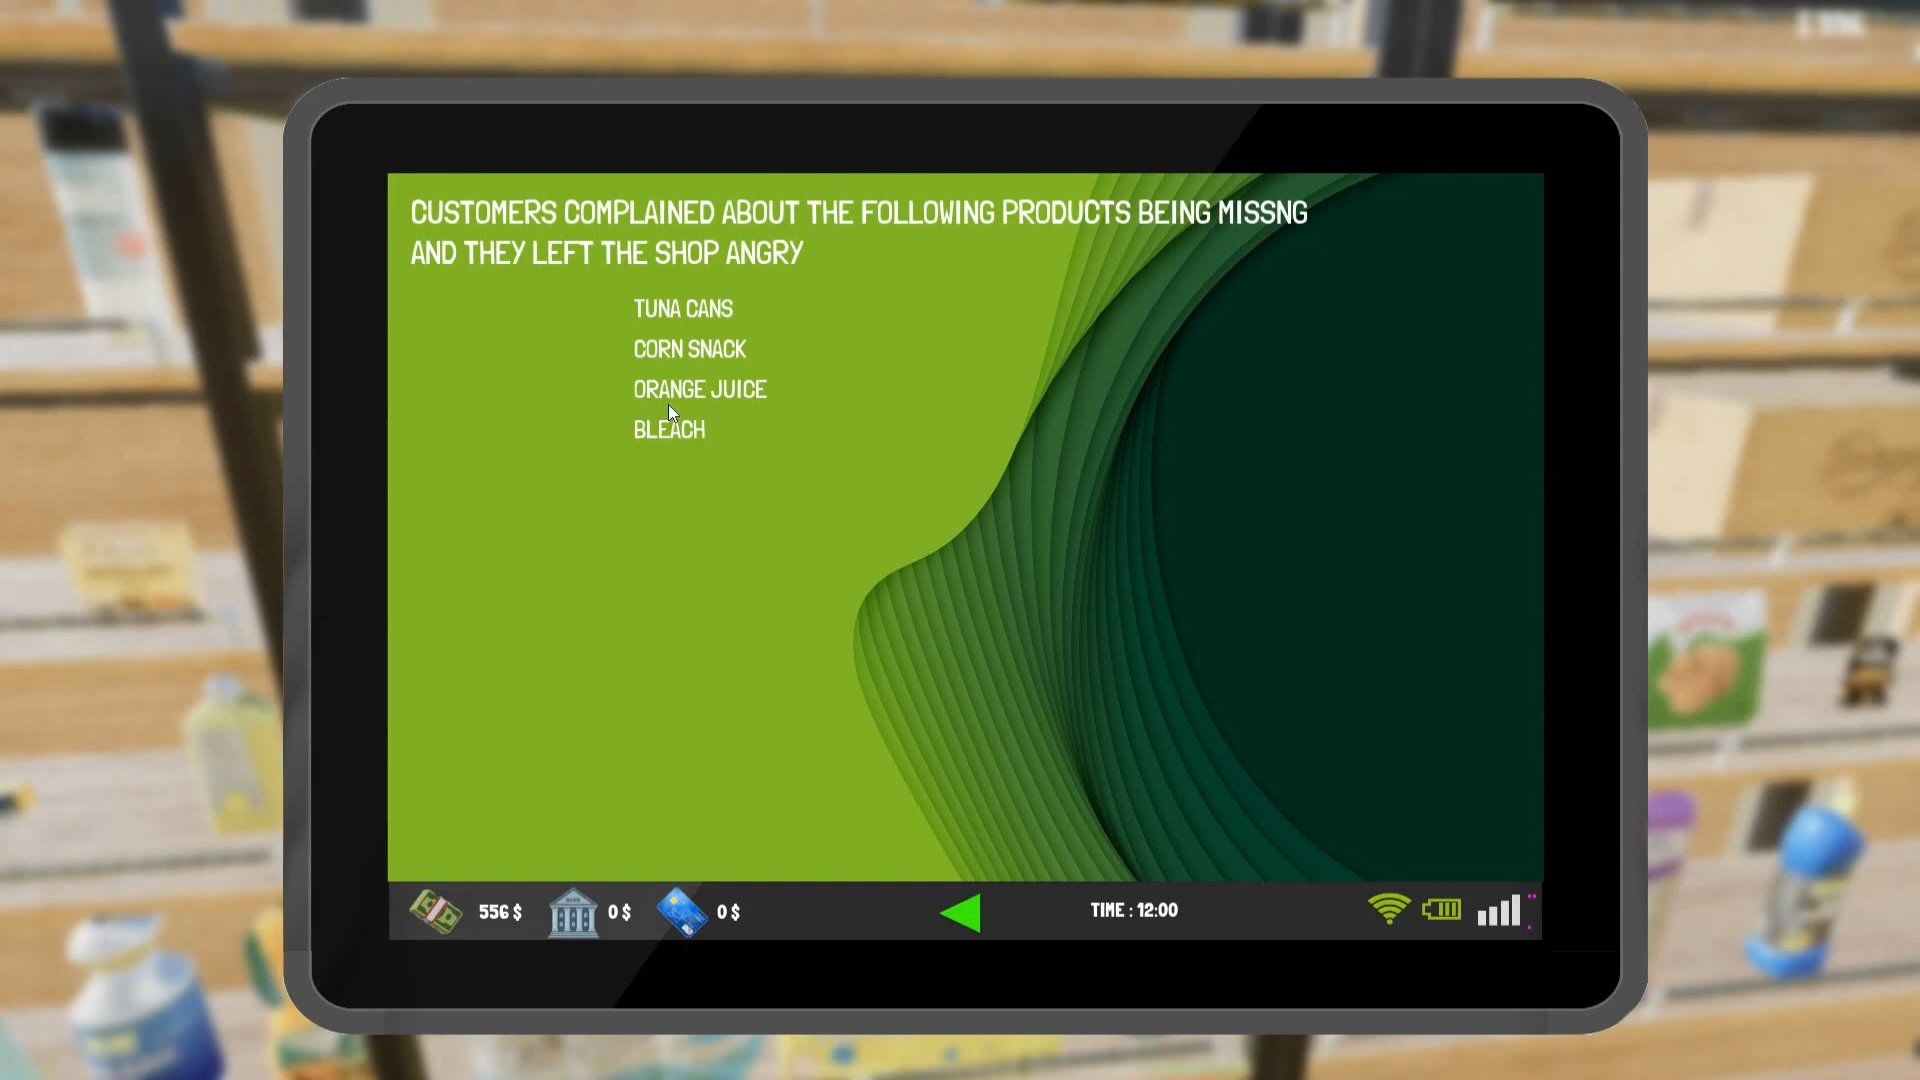 CUSTOMERS COMPLAINED ABOUT THE FOLLOWING PRODUCTS BEING MISSNG
AND THEY LEFT THE SHOP ANGRY
TUNA CANS
CORN SNACK
ORANGE JUICE
BLEACH
556 $
0 $
0 $
TIME : 12:00